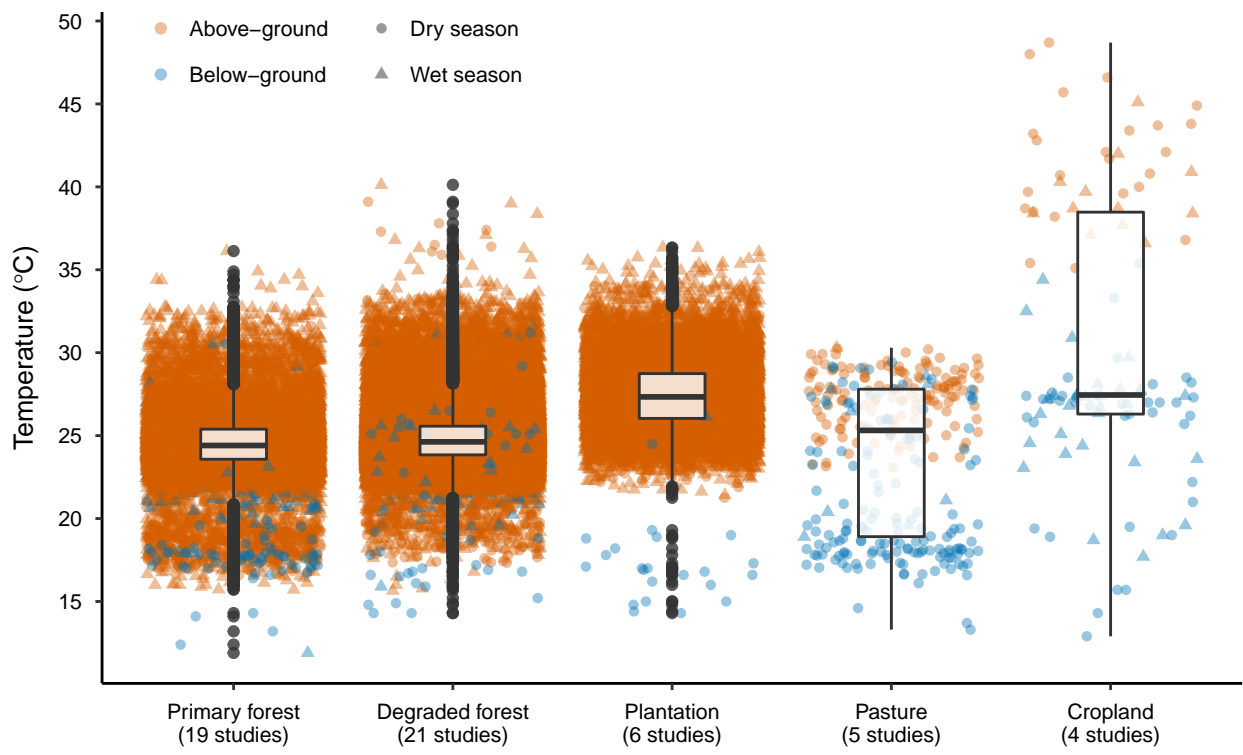 50
45
40
35
30
25
20
15
Temperature (°C)
Above−ground
Below−ground
Dry season
Wet season
Primary forest
(19 studies)
Degraded forest
(21 studies)
Plantation
(6 studies)
Pasture
(5 studies)
Cropland
(4 studies)